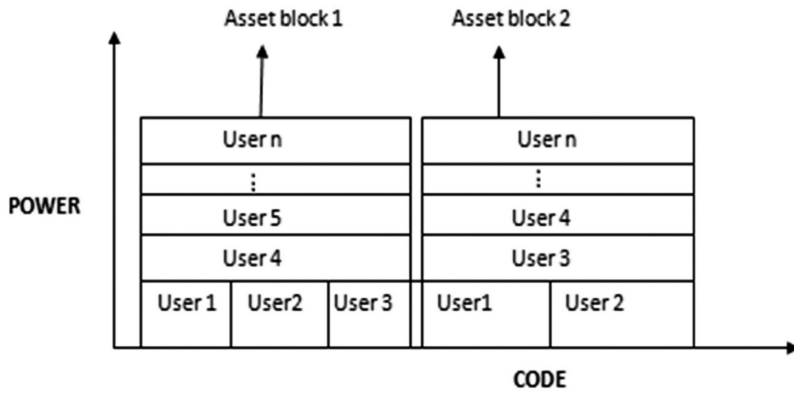 Asset block 1 Asset block 2
User n User n
⋮ ⋮
POWER
User 5 User 4
User 4 User 3
User 1 User2 User 3 User1 User 2
CODE